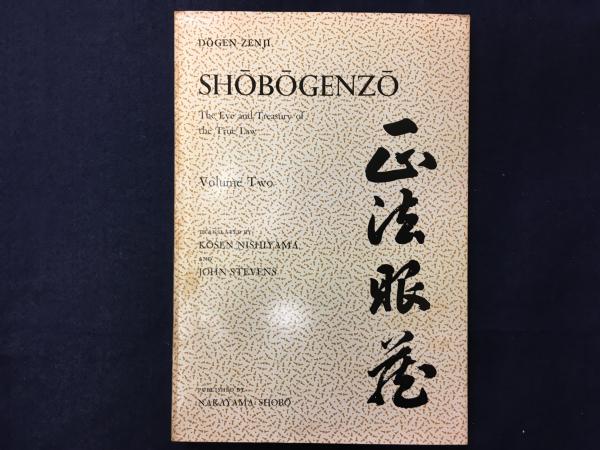 DŌGEN ZENJI
SHŌBŌGENZŌ
The Eye and Treasury of
the True Law
Volume Two
TRANSLATED BY
KŌSEN NISHIYAMA
AND
JOHN STEVENS
PUBLISHED BY
NAKAYAMA SHOBŌ
正法眼蔵